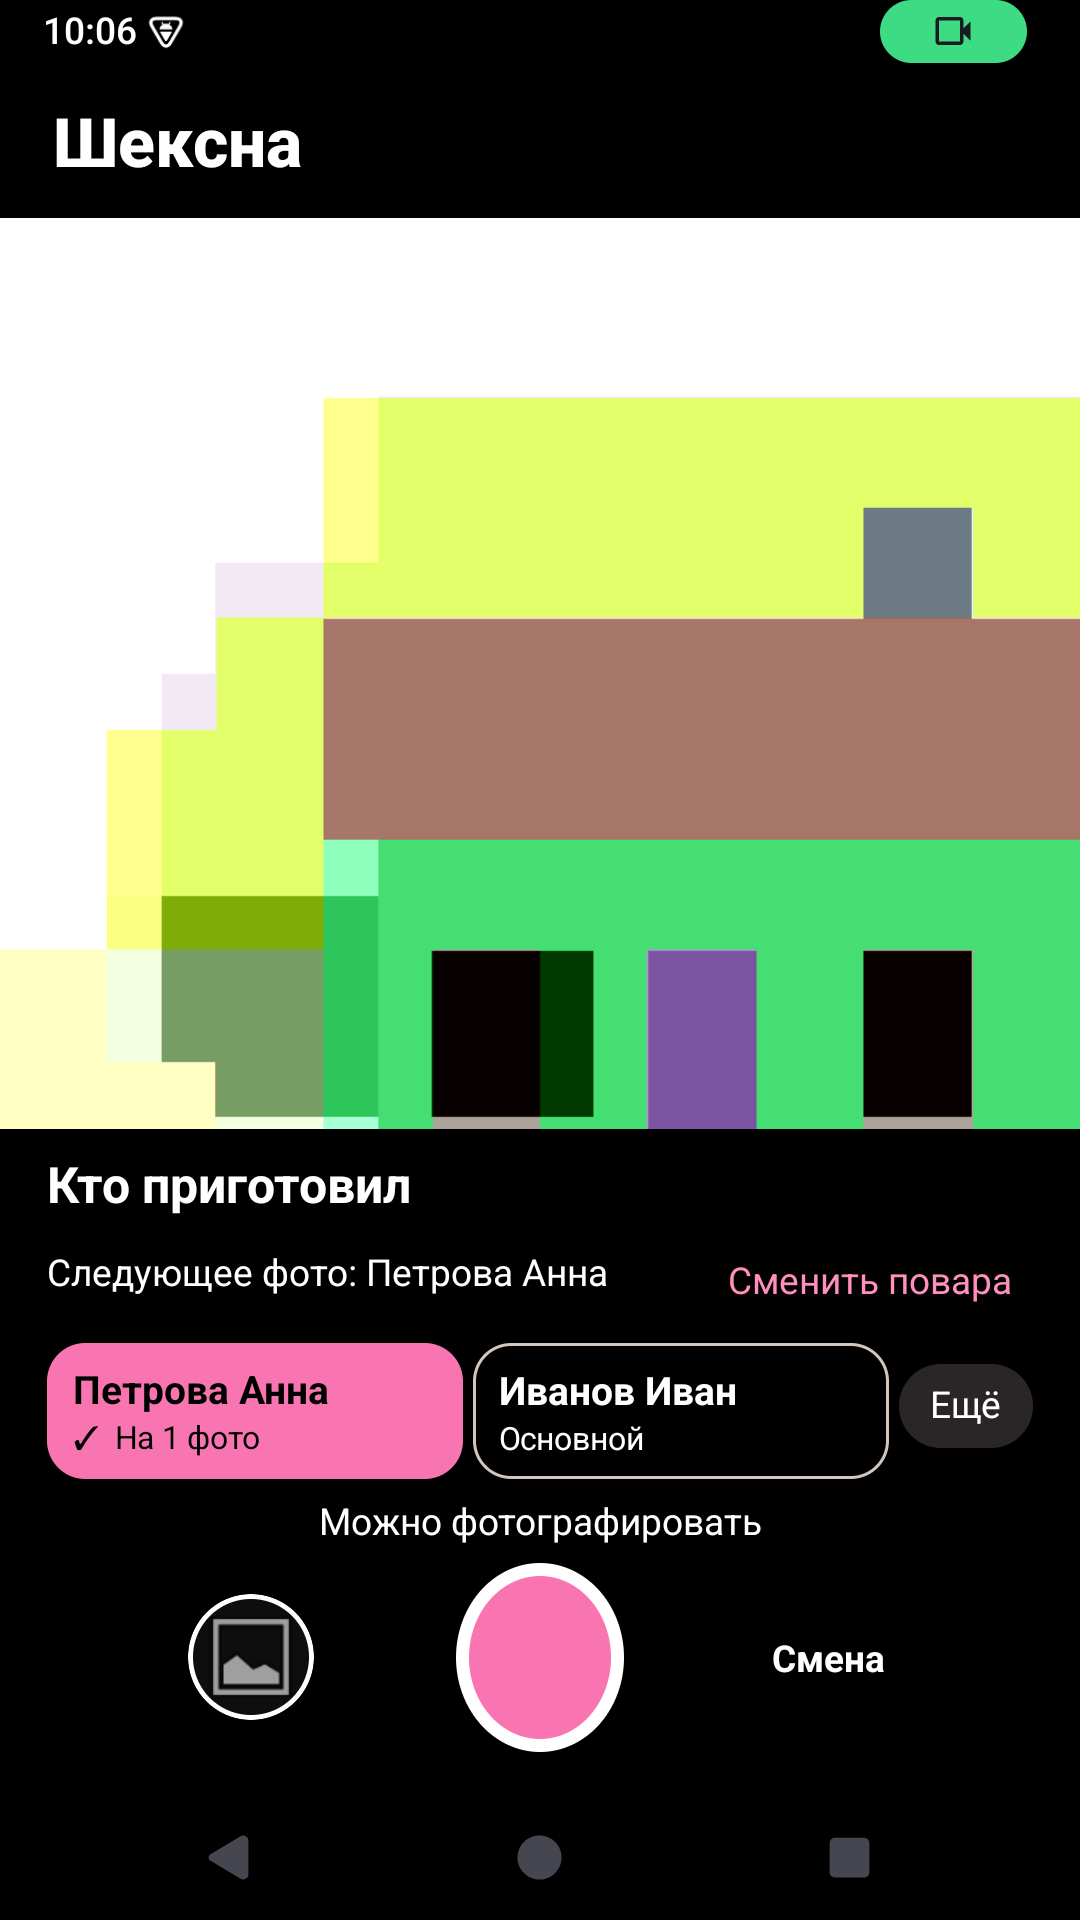 10:06
Шексна
Кто приготовил
Следующее фото: Петрова Анна
Сменить повара
Петрова Анна
✓ На 1 фото
Иванов Иван
Основной
Ещё
Можно фотографировать
Смена